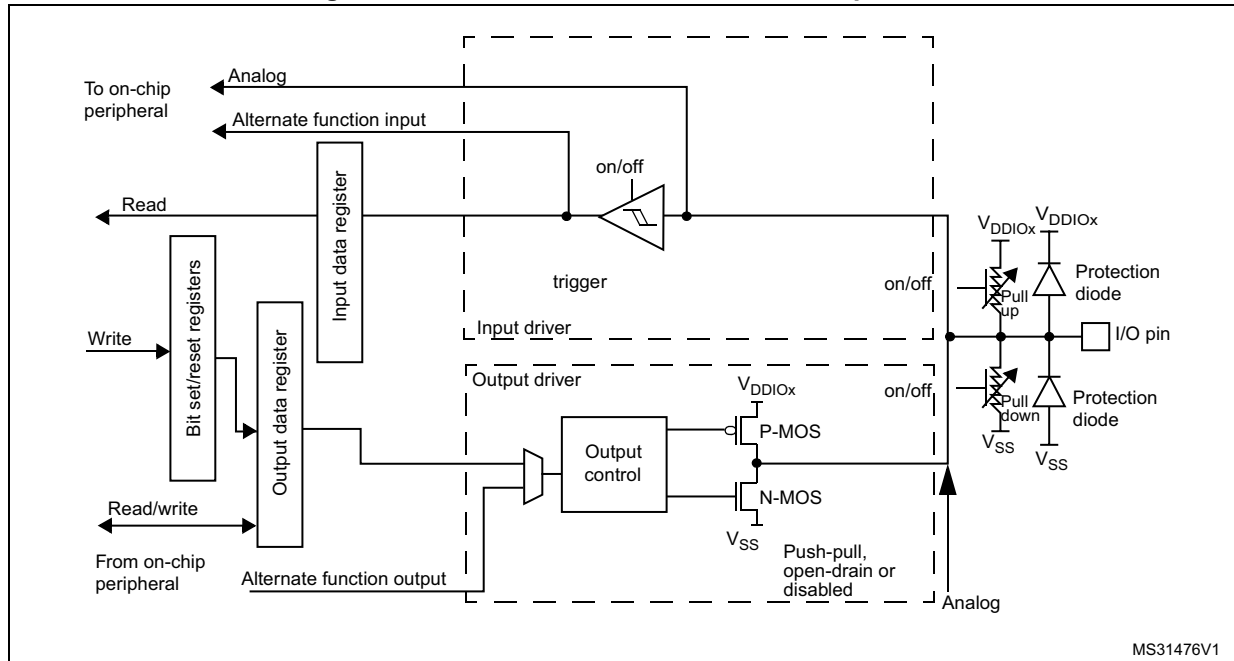 To on-chip
peripheral
Analog
Alternate function input
on/off
Read
Input data register
trigger
Input driver
Bit set/reset registers
Write
Output data register
Read/write
From on-chip
peripheral
Alternate function output
Output driver
Output
control
VDDIOx
P-MOS
N-MOS
VSS
Push-pull,
open-drain or
disabled
Analog
on/off
VDDIOx
Pull
up
VDDIOx
Protection
diode
I/O pin
on/off
Pull
down
VSS
Protection
diode
VSS
MS31476V1